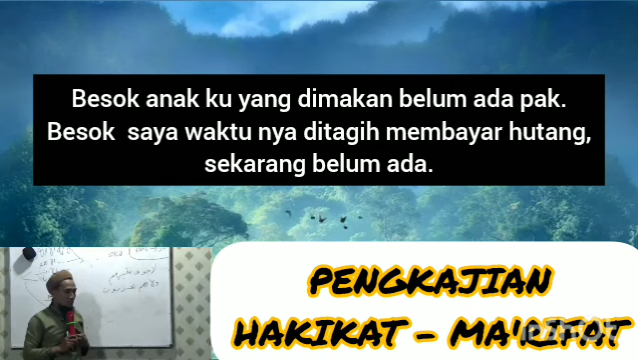 Besok anak ku yang dimakan belum ada pak.
Besok saya waktu nya ditagih membayar hutang,
sekarang belum ada.
PENGKAJIAN
HAKIKAT - MA'RIFAT